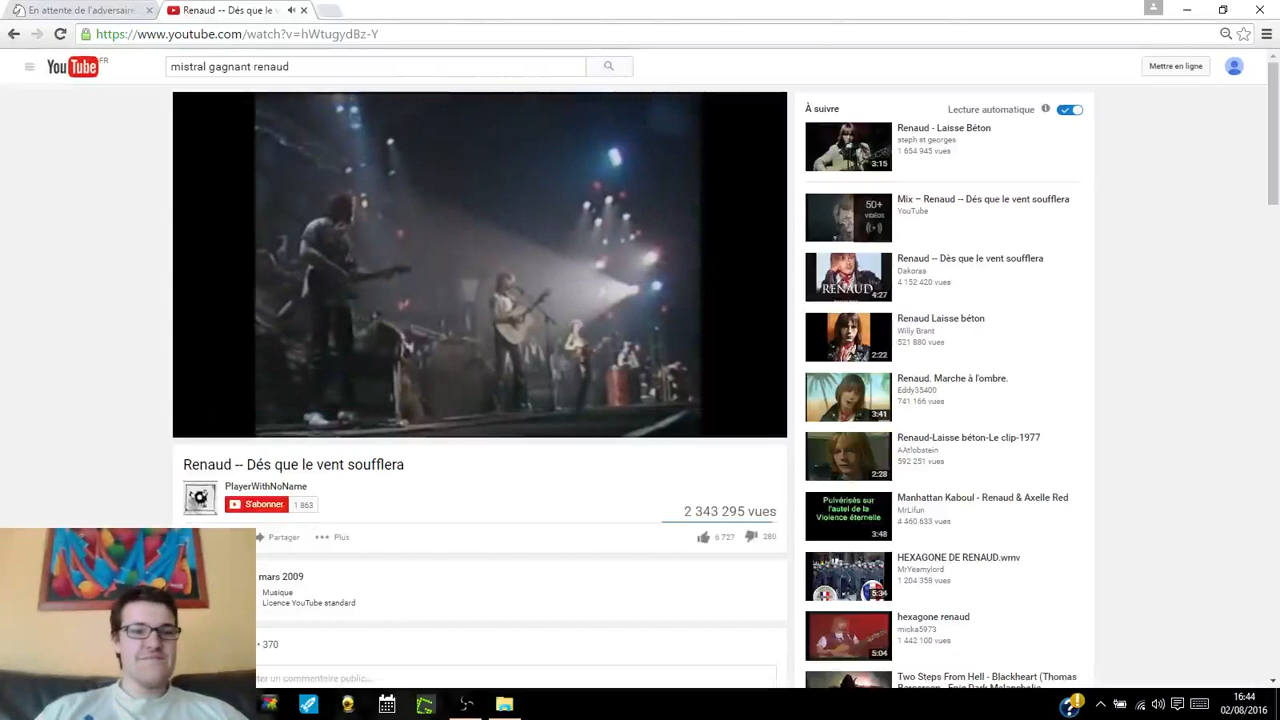 En attente de l'adversaire
Renaud -- Dés que le v
https://www.youtube.com/watch?v=hWtugydBz-Y
YouTube FR
mistral gagnant renaud
Mettre en ligne
À suivre
Lecture automatique
Renaud - Laisse Béton
steph st georges
1 654 945 vues
3:15
Mix -- Renaud -- Dés que le vent soufflera
YouTube
50+
VIDÉOS
Renaud -- Dès que le vent soufflera
Dakoraa
4 152 420 vues
RENAUD
4:27
Renaud Laisse béton
Willy Brant
521 880 vues
2:22
Renaud. Marche à l'ombre.
Eddy35400
741 166 vues
3:41
Renaud-Laisse béton-Le clip-1977
AAtlobstein
592 251 vues
2:28
Manhattan Kaboul - Renaud & Axelle Red
MrLifun
4 460 633 vues
Pulvérisés sur
l'autel de la
Violence éternelle
3:48
HEXAGONE DE RENAUD.wmv
MrYeamylord
1 204 358 vues
5:34
hexagone renaud
micka5973
1 442 100 vues
5:04
Two Steps From Hell - Blackheart (Thomas
Renaud -- Dés que le vent soufflera
PlayerWithNoName
S'abonner
1 863
2 343 295 vues
Partager
Plus
6 727
280
mars 2009
Musique
Licence YouTube standard
• 370
ter un commentaire public...
16:44
02/08/2016